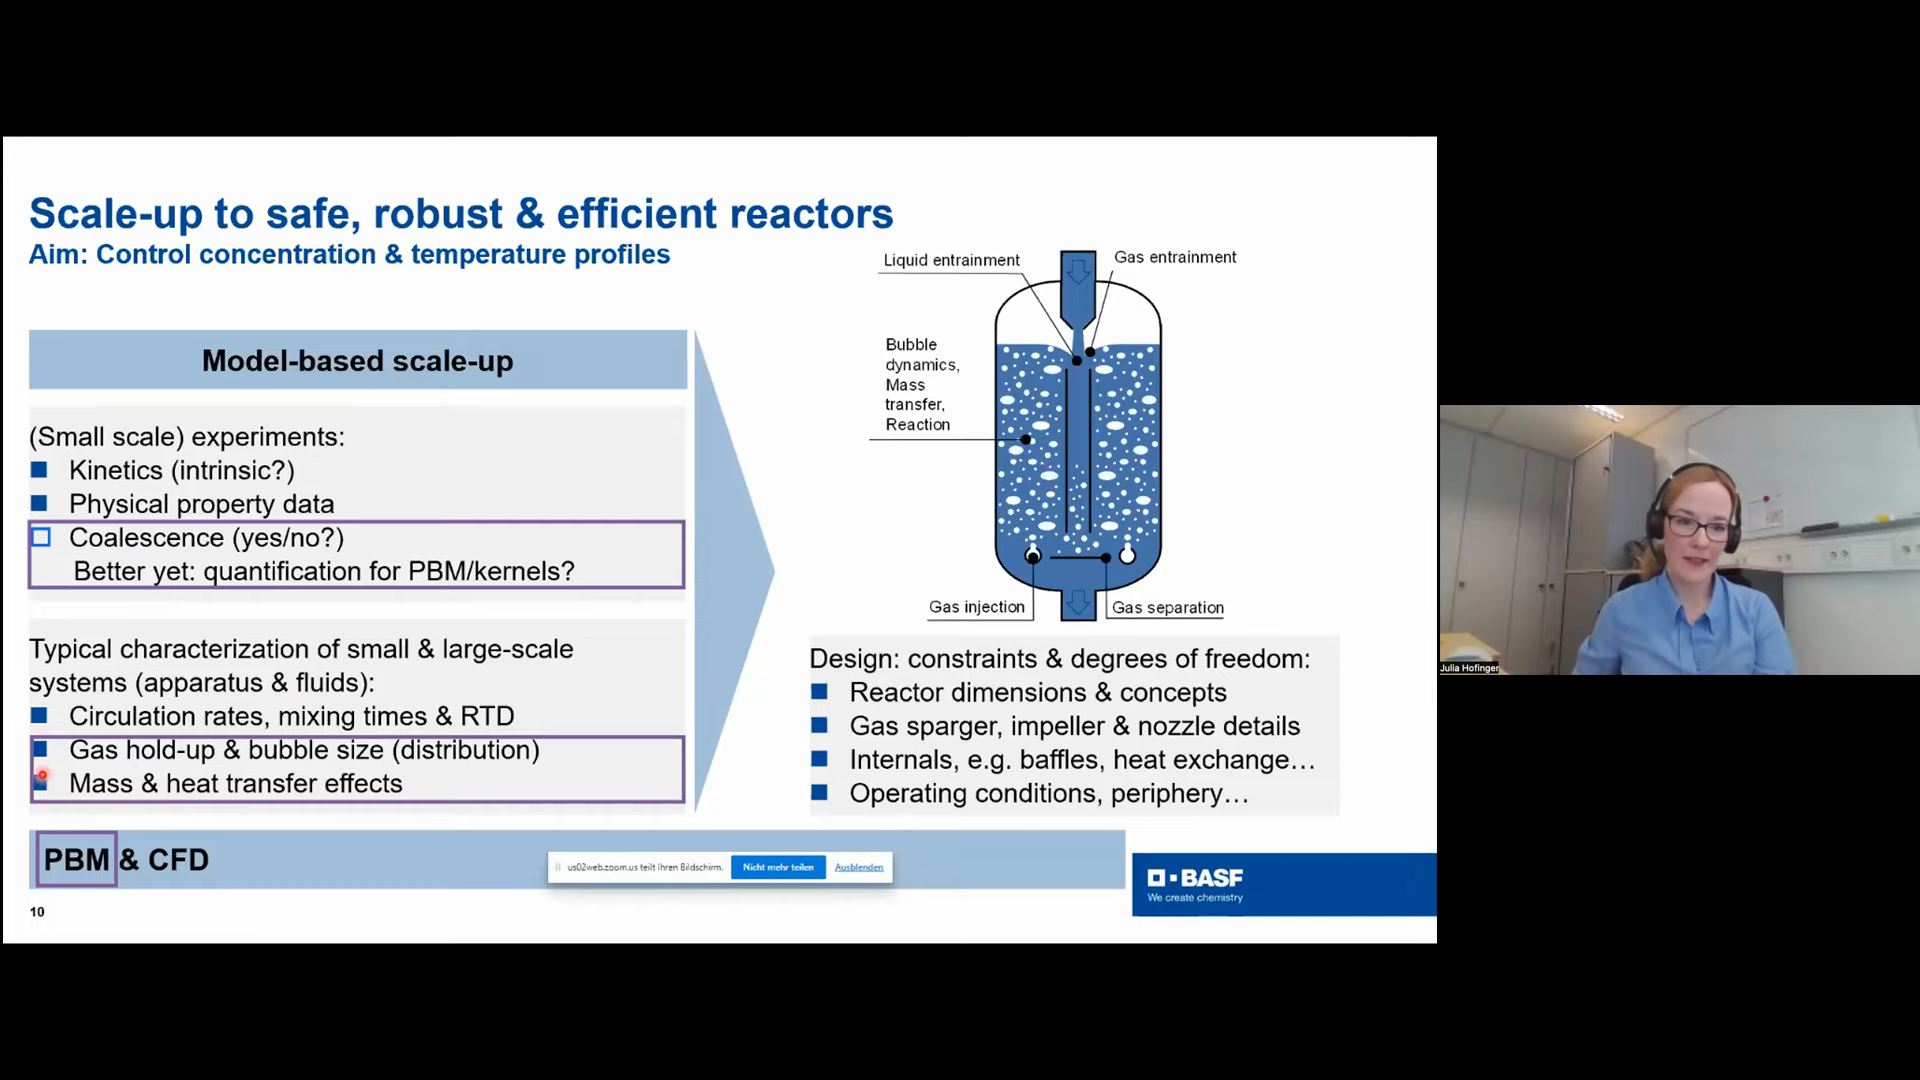 Scale-up to safe, robust & efficient reactors
Aim: Control concentration & temperature profiles
Model-based scale-up
(Small scale) experiments:
Kinetics (intrinsic?)
Physical property data
Coalescence (yes/no?)
Better yet: quantification for PBM/kernels?
Typical characterization of small & large-scale
systems (apparatus & fluids):
Circulation rates, mixing times & RTD
Gas hold-up & bubble size (distribution)
Mass & heat transfer effects
PBM & CFD
10
Liquid entrainment
Gas entrainment
Bubble
dynamics,
Mass
transfer,
Reaction
Gas injection
Gas separation
Design: constraints & degrees of freedom:
Reactor dimensions & concepts
Gas sparger, impeller & nozzle details
Internals, e.g. baffles, heat exchange…
Operating conditions, periphery…
us02web.zoom.us teilt Ihren Bildschirm.
Nicht mehr teilen
Ausblenden
BASF
We create chemistry
Julia Hofinger